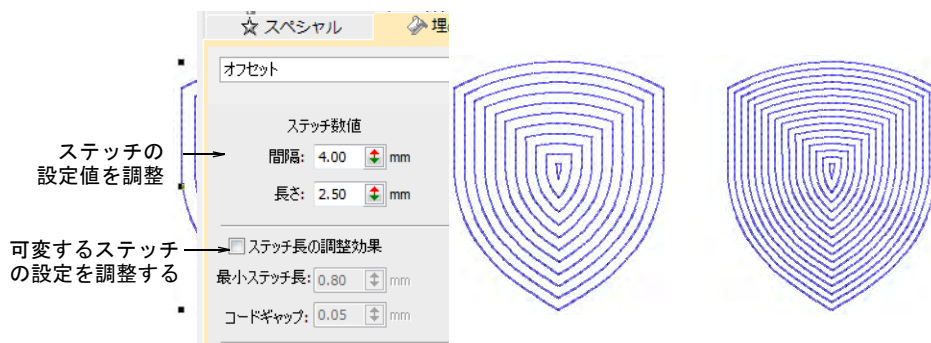 ☆ スペシャル
埋
オフセット
ステッチ数値
間隔: 4.00 mm
長さ: 2.50 mm
ステッチ長の調整効果
最小ステッチ長: 0.80 mm
コードギャップ: 0.05 mm
ステッチの
設定値を調整
可変するステッチ
の設定を調整する